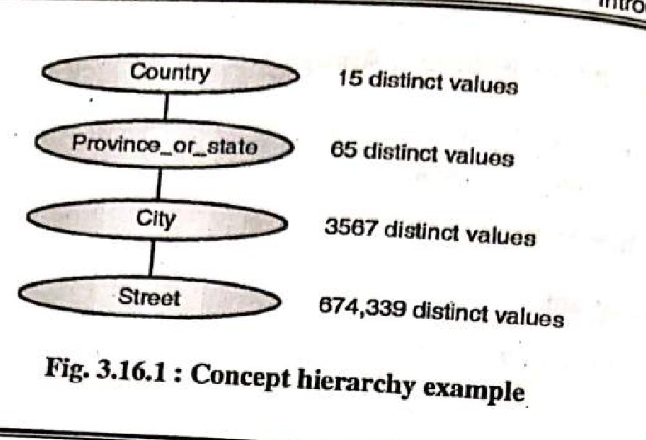 Country 15 distinct values
Province_or_state 65 distinct values
City 3567 distinct values
Street 674,339 distinct values
Fig. 3.16.1 : Concept hierarchy example